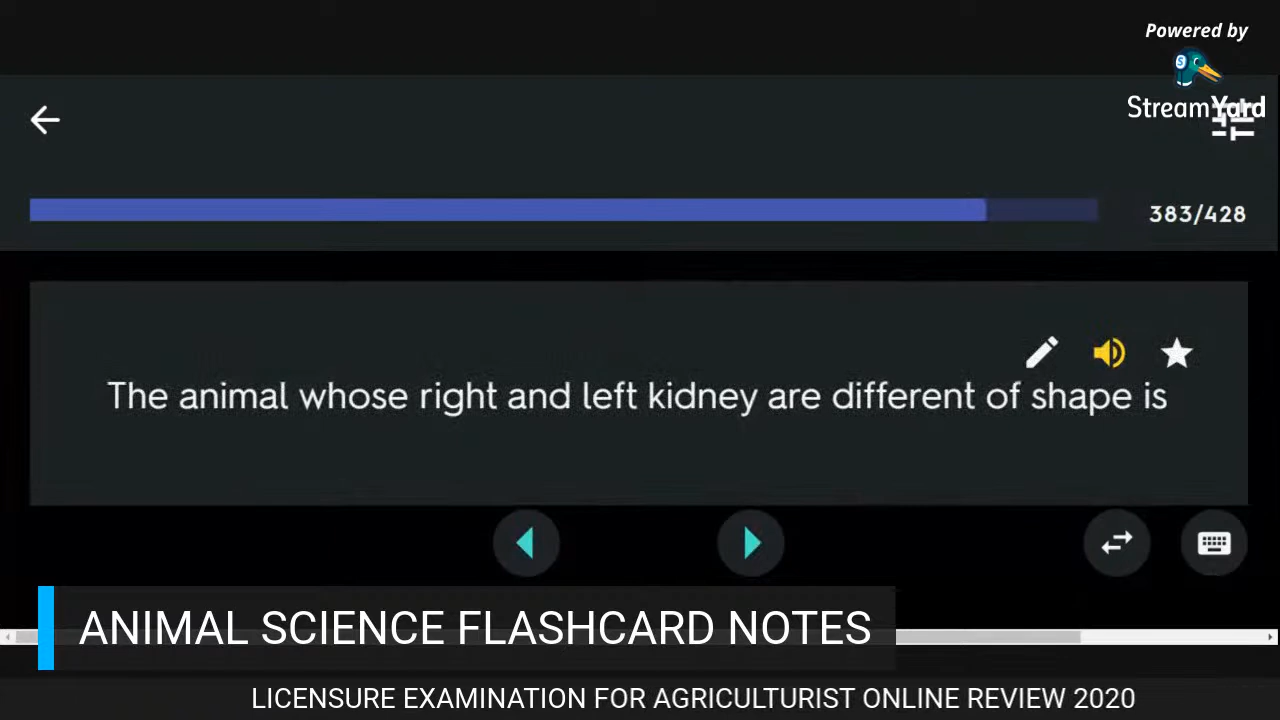 Powered by
StreamYard
383/428
The animal whose right and left kidney are different of shape is
ANIMAL SCIENCE FLASHCARD NOTES
LICENSURE EXAMINATION FOR AGRICULTURIST ONLINE REVIEW 2020